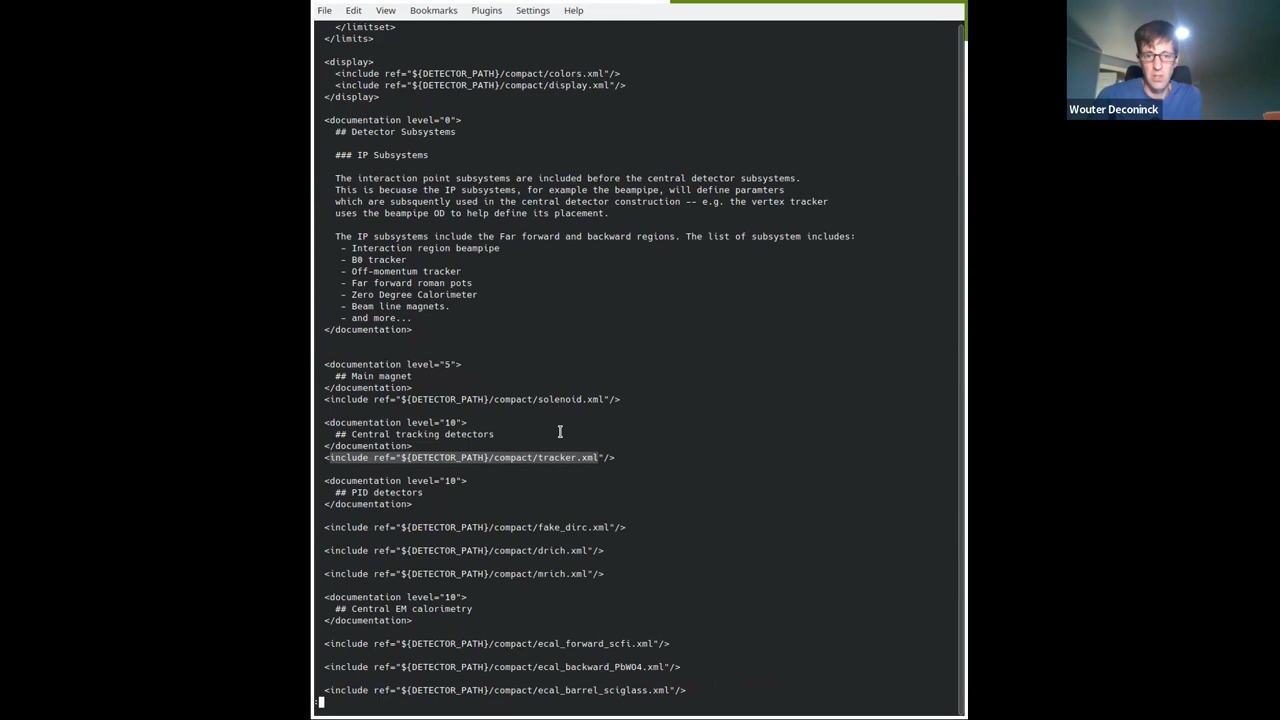 File Edit View Bookmarks Plugins Settings Help
</limitset>
</limits>
<display>
<include ref="${DETECTOR_PATH}/compact/colors.xml"/>
<include ref="${DETECTOR_PATH}/compact/display.xml"/>
</display>
<documentation level="0">
## Detector Subsystems
### IP Subsystems
The interaction point subsystems are included before the central detector subsystems.
This is becuase the IP subsystems, for example the beampipe, will define paramters
which are subsquently used in the central detector construction -- e.g. the vertex tracker
uses the beampipe OD to help define its placement.
The IP subsystems include the Far forward and backward regions. The list of subsystem includes:
- Interaction region beampipe
- B0 tracker
- Off-momentum tracker
- Far forward roman pots
- Zero Degree Calorimeter
- Beam line magnets.
- and more...
</documentation>
<documentation level="5">
## Main magnet
</documentation>
<include ref="${DETECTOR_PATH}/compact/solenoid.xml"/>
<documentation level="10">
## Central tracking detectors
</documentation>
<include ref="${DETECTOR_PATH}/compact/tracker.xml"/>
<documentation level="10">
## PID detectors
</documentation>
<include ref="${DETECTOR_PATH}/compact/fake_dirc.xml"/>
<include ref="${DETECTOR_PATH}/compact/drich.xml"/>
<include ref="${DETECTOR_PATH}/compact/mrich.xml"/>
<documentation level="10">
## Central EM calorimetry
</documentation>
<include ref="${DETECTOR_PATH}/compact/ecal_forward_scfi.xml"/>
<include ref="${DETECTOR_PATH}/compact/ecal_backward_PbWO4.xml"/>
<include ref="${DETECTOR_PATH}/compact/ecal_barrel_sciglass.xml"/>
:
Wouter Deconinck